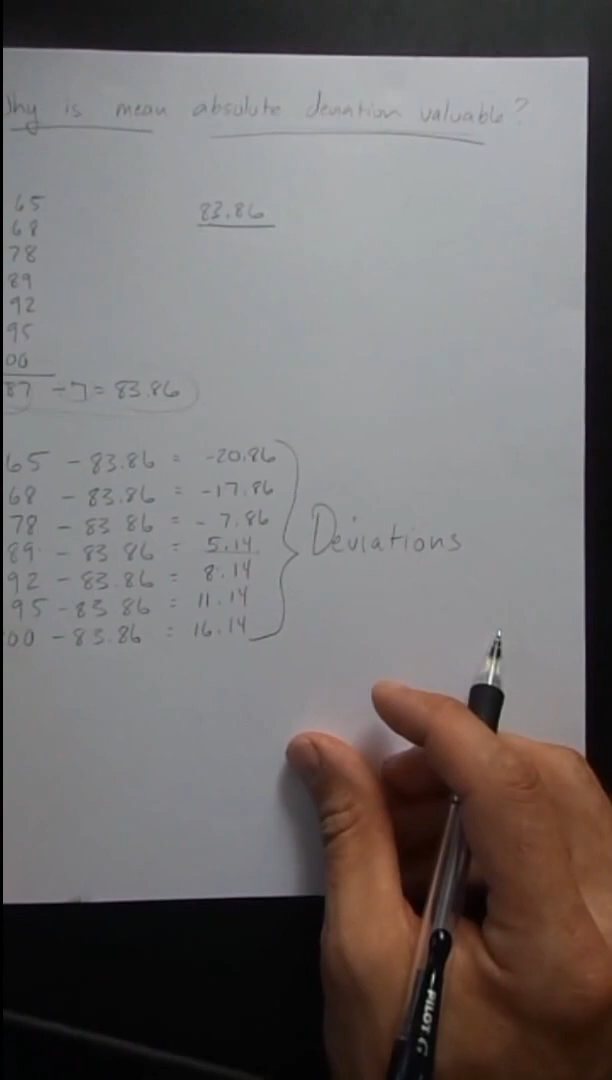 Why is mean absolute deviation valuable?
65
68
78
89
92
95
00
83.86
87 ÷ 7 = 83.86
65 - 83.86 = -20.86
68 - 83.86 = -17.86
78 - 83 86 = - 7.86
89 - 83 86 = 5.14
92 - 83.86 = 8.14
95 - 83 86 = 11.14
00 - 83.86 = 16.14
Deviations
PILOT G